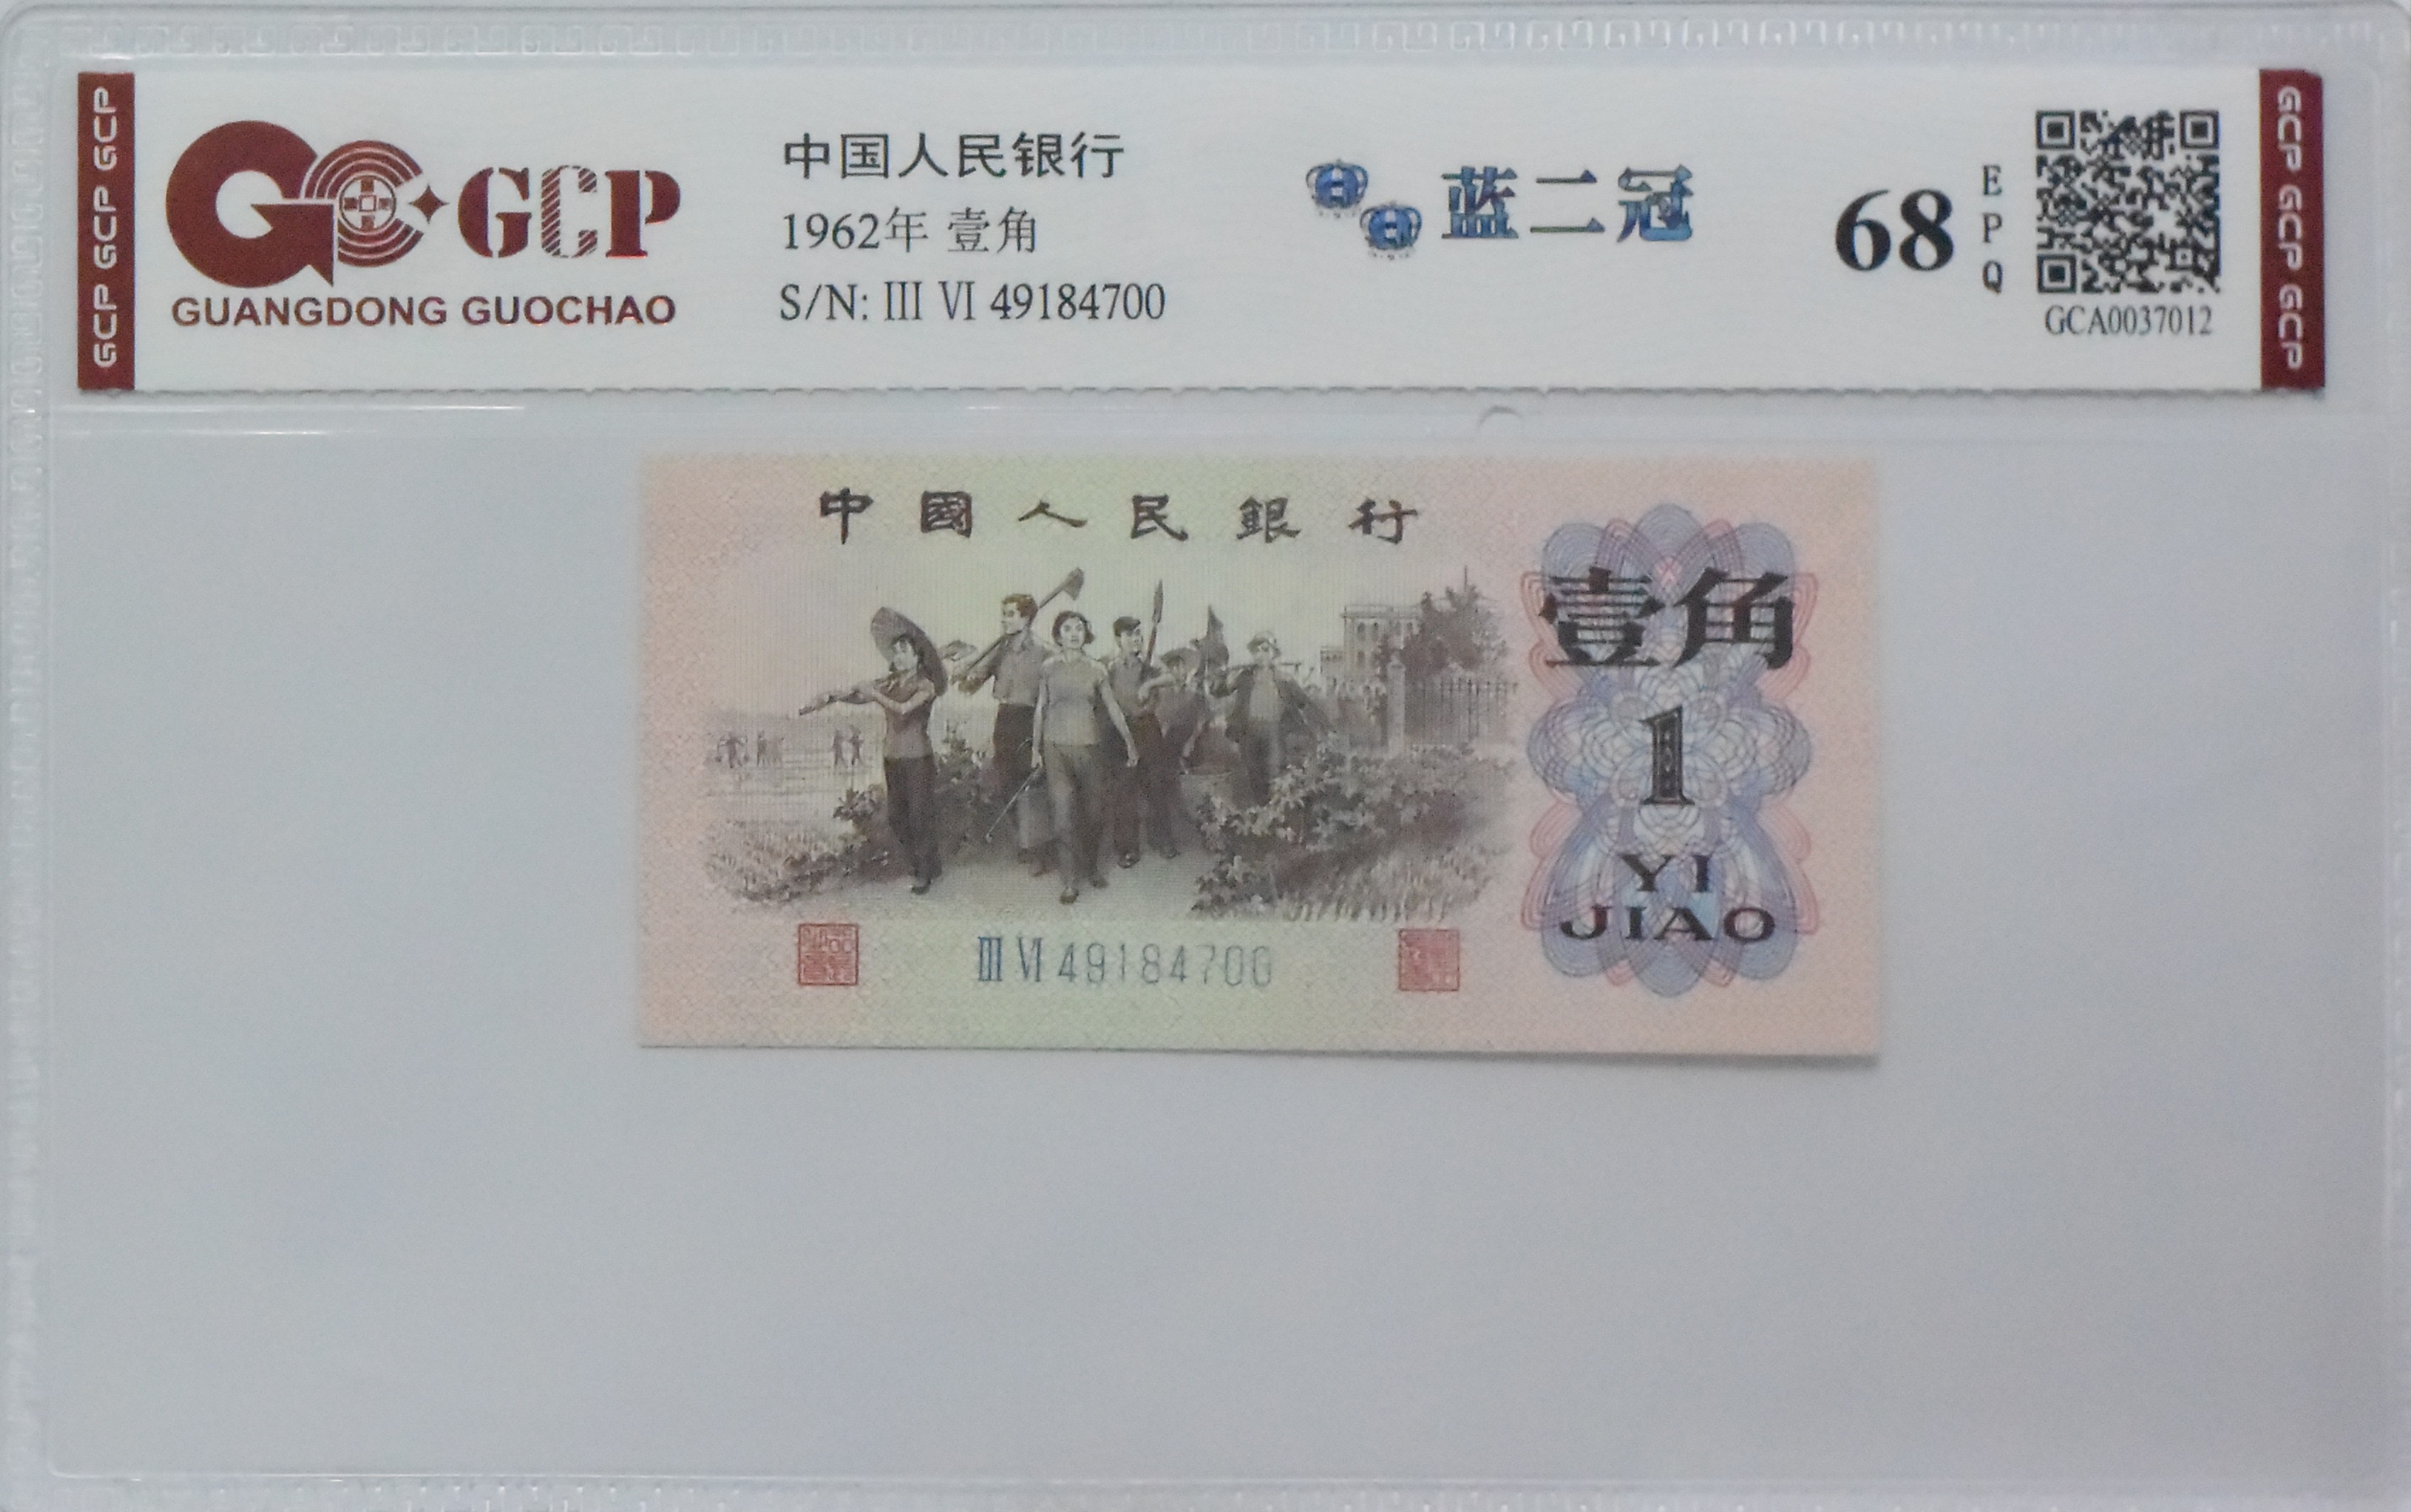 GCP GCP GCP
GCP
GUANGDONG GUOCHAO
中国人民银行
1962年 壹角
S/N: III VI 49184700
蓝二冠
68
EPQ
GCA0037012
GCP GCP GCP
中國人民銀行
壹角
1
YI
JIAO
III VI 49184700